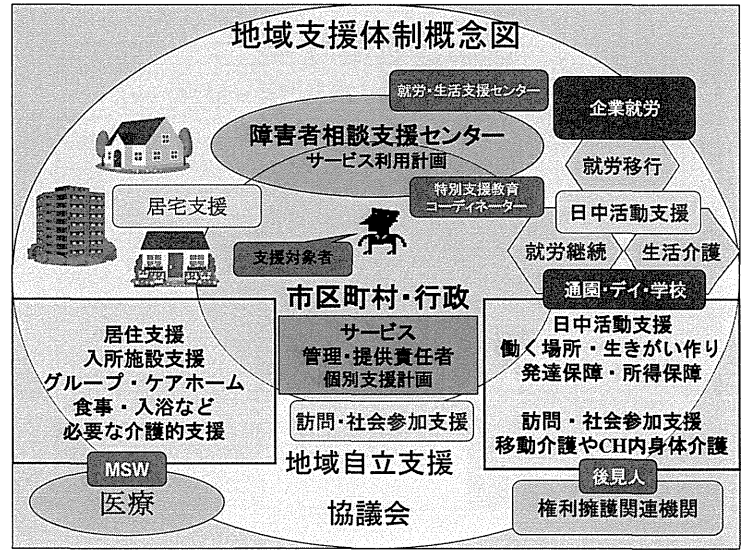 地域支援体制概念図
就労・生活支援センター
企業就労
障害者相談支援センター
サービス利用計画
就労移行
特別支援教育
コーディネーター
居宅支援
日中活動支援
就労継続
生活介護
支援対象者
通園・デイ・学校
市区町村・行政
サービス
管理・提供責任者
個別支援計画
居住支援
入所施設支援
グループ・ケアホーム
食事・入浴など
必要な介護的支援
日中活動支援
働く場所・生きがい作り
発達保障・所得保障
訪問・社会参加支援
移動介護やCH内身体介護
訪問・社会参加支援
地域自立支援
協議会
MSW
医療
後見人
権利擁護関連機関